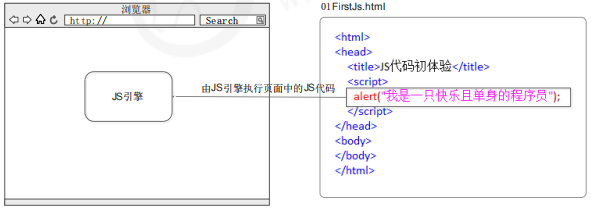 浏览器
http://
Search
JS引擎
由JS引擎执行页面中的JS代码
01FirstJs.html
<html>
<head>
<title>JS代码初体验</title>
<script>
alert("我是一只快乐且单身的程序员");
</script>
</head>
<body>
</body>
</html>